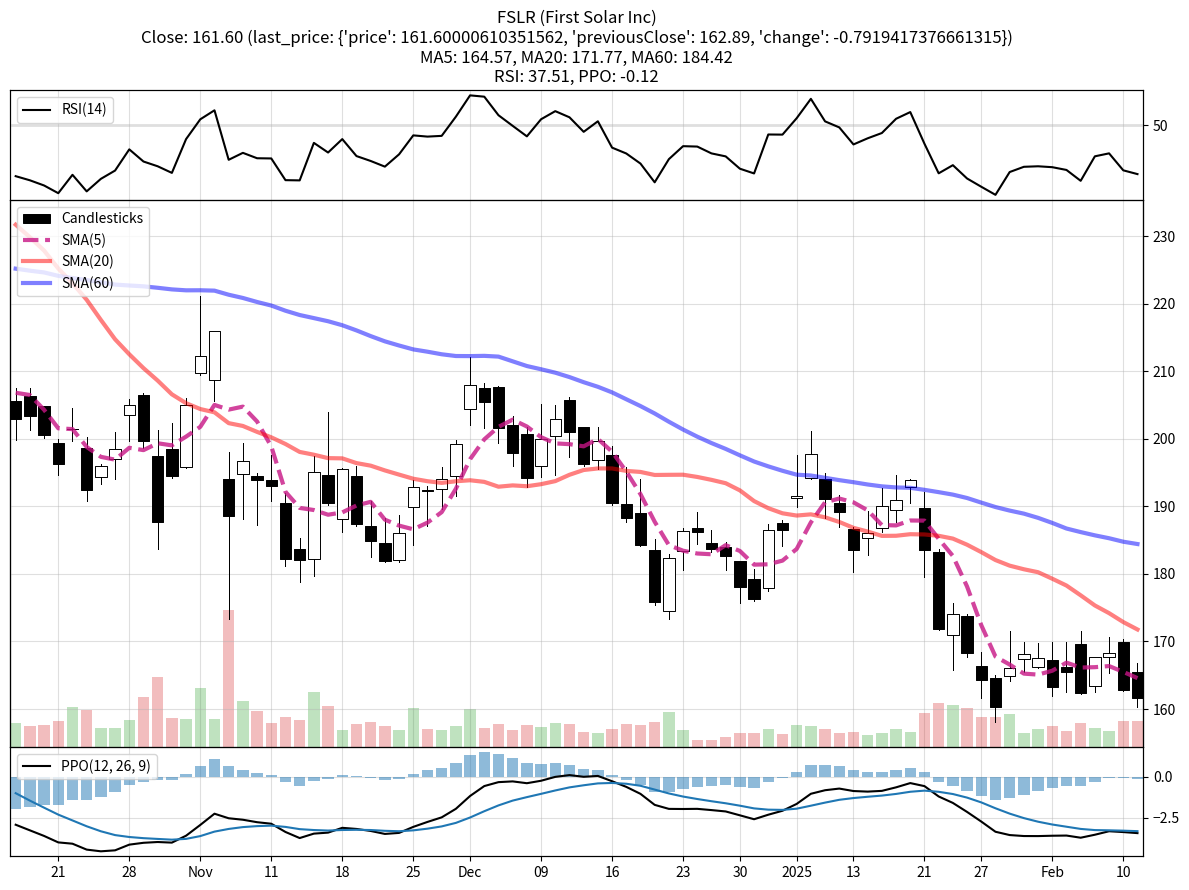 FSLR (First Solar Inc)
Close: 161.60 (last_price: {'price': 161.60000610351562, 'previousClose': 162.89, 'change': -0.7919417376661315})
MA5: 164.57, MA20: 171.77, MA60: 184.42
RSI: 37.51, PPO: -0.12
RSI(14)
50
Candlesticks
SMA(5)
SMA(20)
SMA(60)
230
220
210
200
190
180
170
160
PPO(12, 26, 9)
0.0
−2.5
21 28 Nov 11 18 25 Dec 09 16 23 30 2025 13 21 27 Feb 10